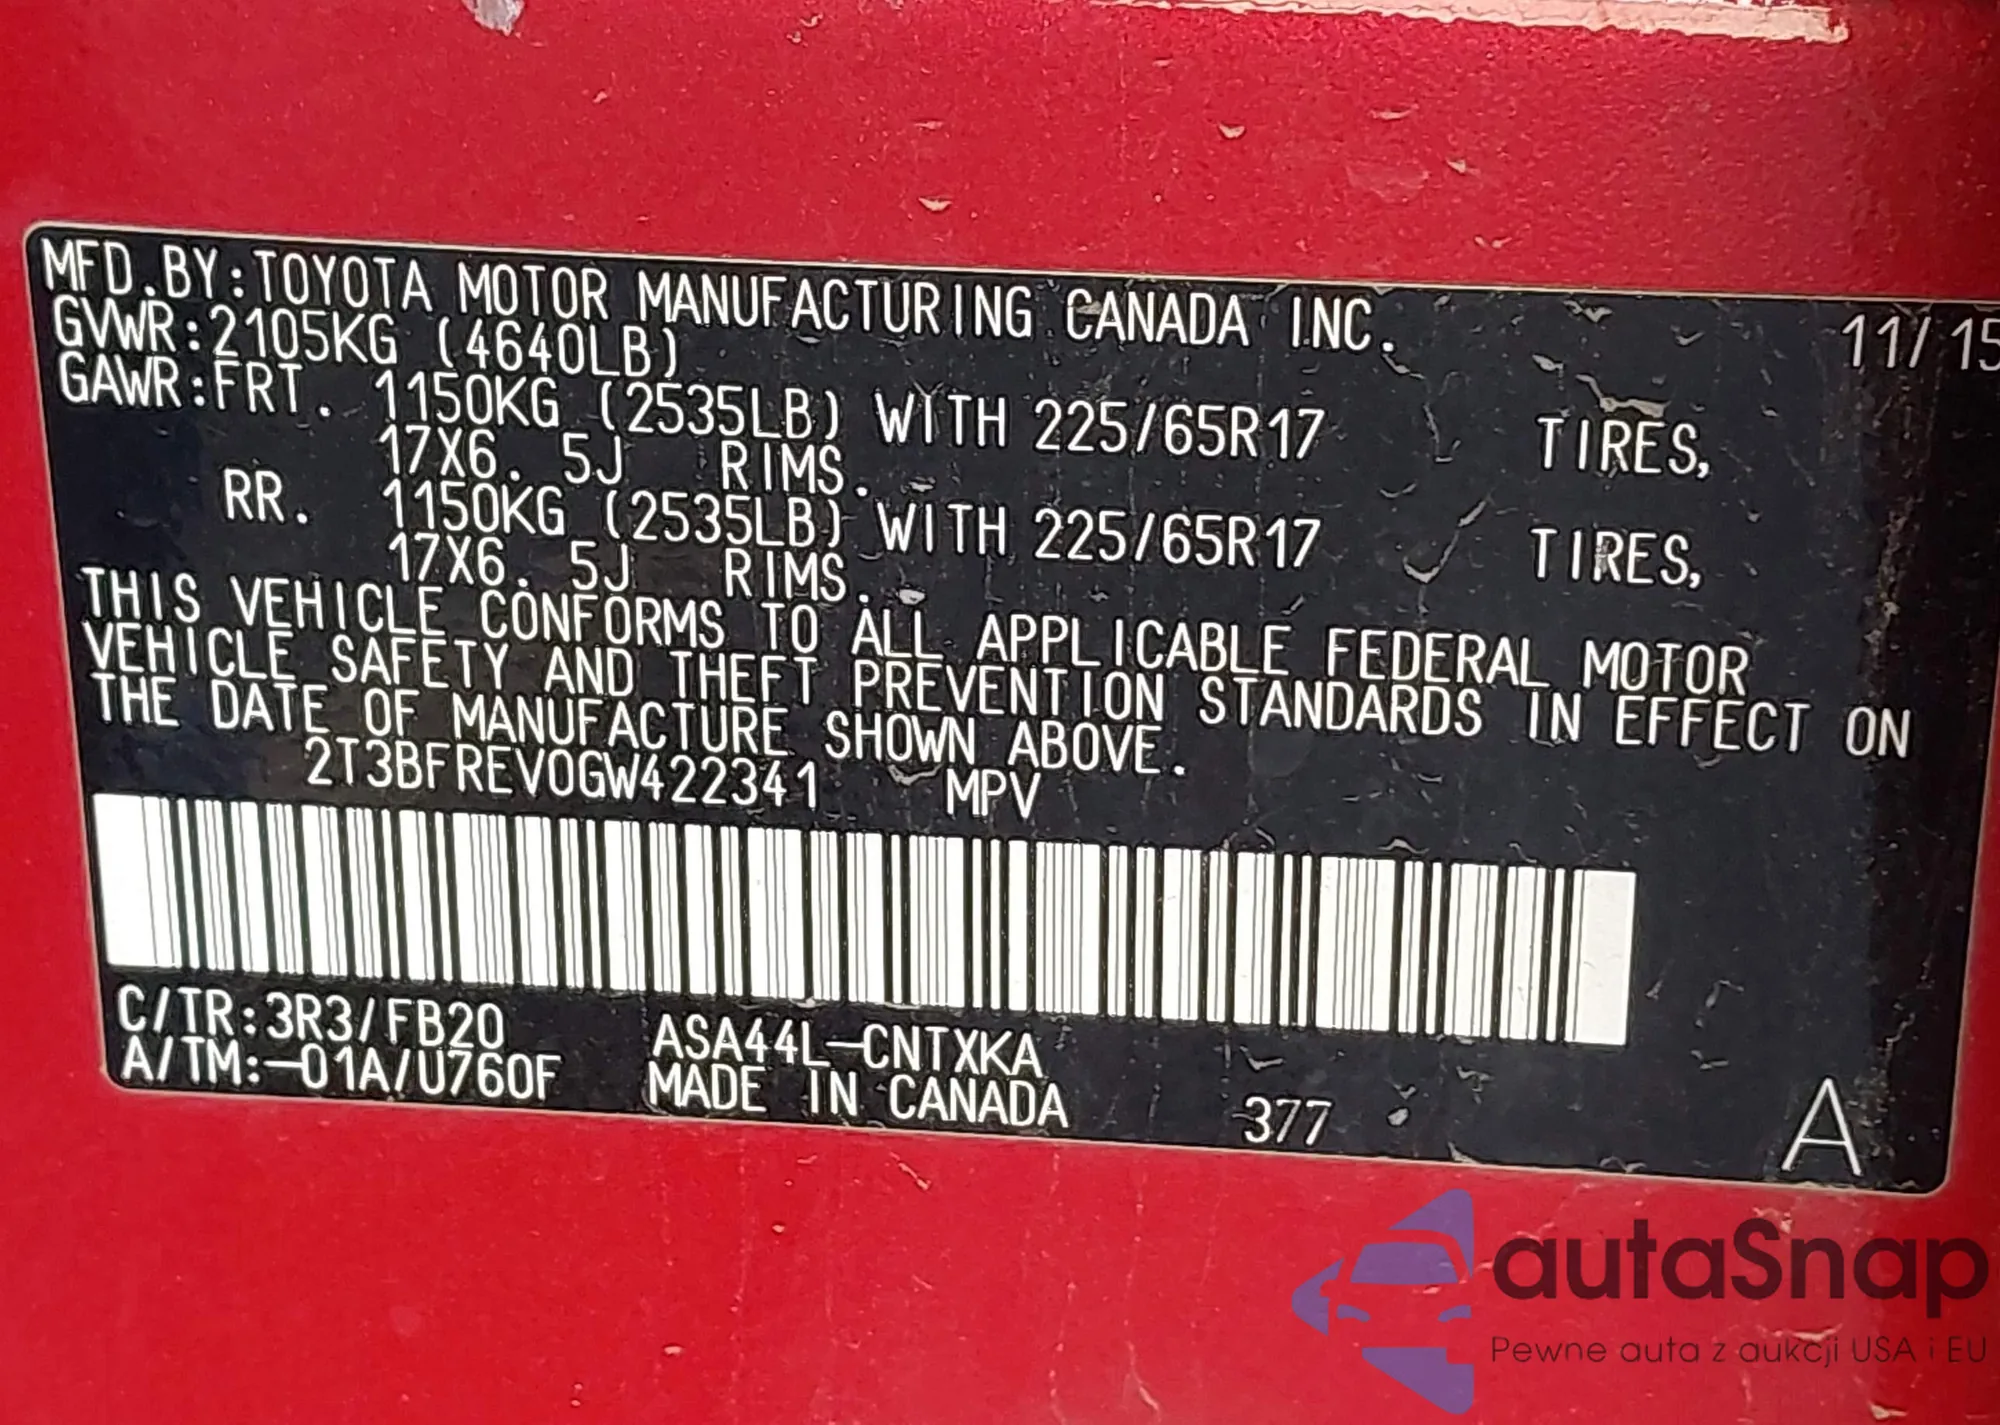 MFD.BY:TOYOTA MOTOR MANUFACTURING CANADA INC. 11/15
GVWR:2105KG (4640LB)
GAWR:FRT. 1150KG (2535LB) WITH 225/65R17 TIRES,
17X6.5J RIMS.
RR. 1150KG (2535LB) WITH 225/65R17 TIRES,
17X6.5J RIMS.
THIS VEHICLE CONFORMS TO ALL APPLICABLE FEDERAL MOTOR
VEHICLE SAFETY AND THEFT PREVENTION STANDARDS IN EFFECT ON
THE DATE OF MANUFACTURE SHOWN ABOVE.
2T3BFREV0GW422341 MPV
C/TR:3R3/FB20 ASA44L-CNTXKA
A/TM:-01A/U760F MADE IN CANADA 377 A
autaSnap
Pewne auta z aukcji USA i EU